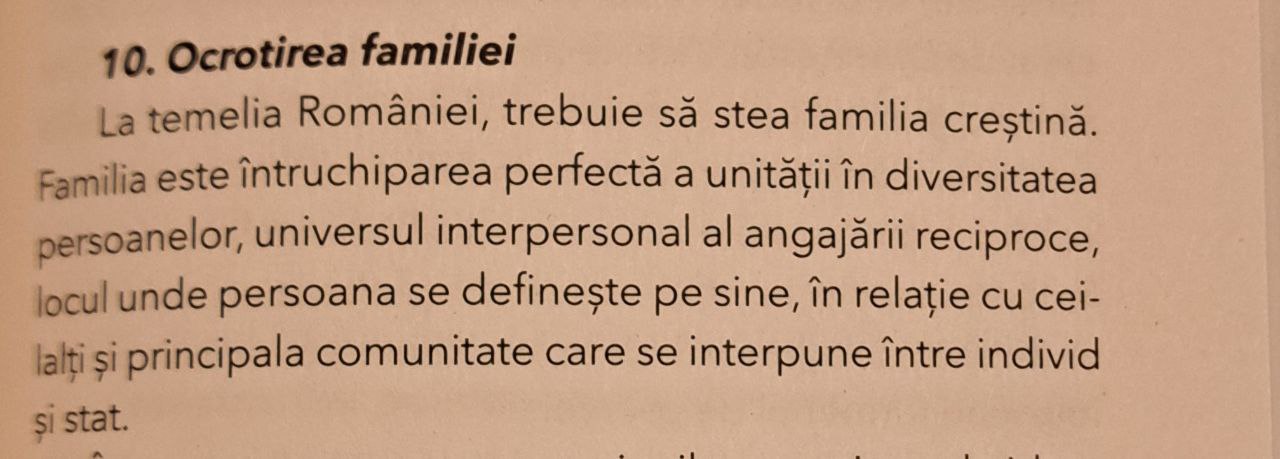 10. Ocrotirea familiei
La temelia României, trebuie să stea familia creștină.
Familia este întruchiparea perfectă a unității în diversitatea
persoanelor, universul interpersonal al angajării reciproce,
locul unde persoana se definește pe sine, în relație cu cei-
lalți și principala comunitate care se interpune între individ
și stat.